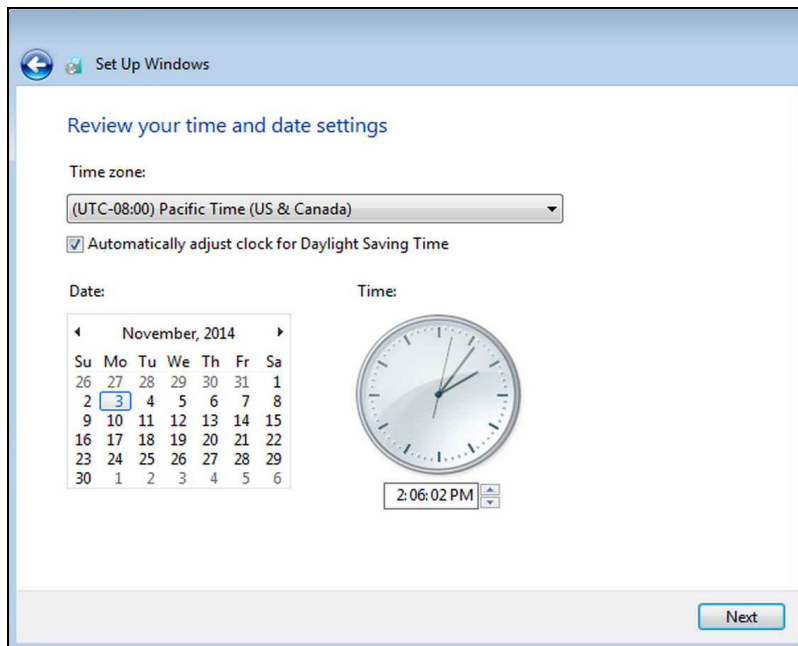 Set Up Windows
Review your time and date settings
Time zone:
(UTC-08:00) Pacific Time (US & Canada)
Automatically adjust clock for Daylight Saving Time
Date:
November, 2014
Su Mo Tu We Th Fr Sa
26 27 28 29 30 31 1
2 3 4 5 6 7 8
9 10 11 12 13 14 15
16 17 18 19 20 21 22
23 24 25 26 27 28 29
30 1 2 3 4 5 6
Time:
2:06:02 PM
Next